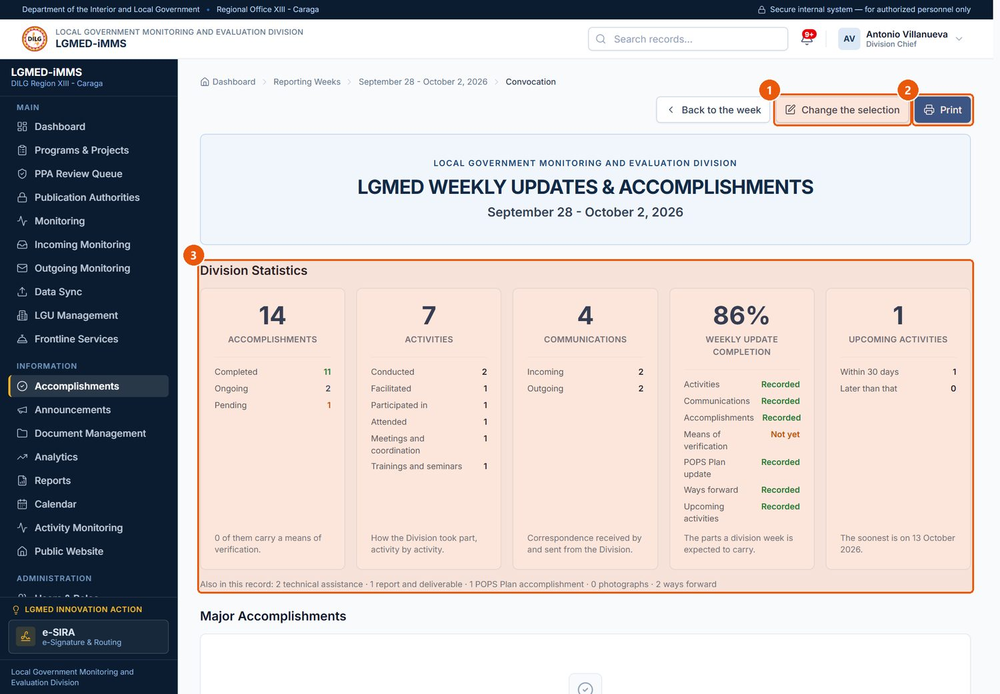 Department of the Interior and Local Government • Regional Office XIII - Caraga
Secure internal system — for authorized personnel only
DILG
LOCAL GOVERNMENT MONITORING AND EVALUATION DIVISION
LGMED-iMMS
Search records...
9+
AV
Antonio Villanueva
Division Chief
LGMED-iMMS
DILG Region XIII - Caraga
MAIN
Dashboard
Programs & Projects
PPA Review Queue
Publication Authorities
Monitoring
Incoming Monitoring
Outgoing Monitoring
Data Sync
LGU Management
Frontline Services
INFORMATION
Accomplishments
Announcements
Document Management
Analytics
Reports
Calendar
Activity Monitoring
Public Website
ADMINISTRATION
LGMED INNOVATION ACTION
e-SIRA
e-Signature & Routing
Local Government Monitoring and
Evaluation Division
Dashboard > Reporting Weeks > September 28 - October 2, 2026 > Convocation
1
2
Back to the week
Change the selection
Print
LOCAL GOVERNMENT MONITORING AND EVALUATION DIVISION
LGMED WEEKLY UPDATES & ACCOMPLISHMENTS
September 28 - October 2, 2026
3
Division Statistics
14
ACCOMPLISHMENTS
Completed 11
Ongoing 2
Pending 1
0 of them carry a means of
verification.
7
ACTIVITIES
Conducted 2
Facilitated 1
Participated in 1
Attended 1
Meetings and 1
coordination
Trainings and seminars 1
How the Division took part,
activity by activity.
4
COMMUNICATIONS
Incoming 2
Outgoing 2
Correspondence received by
and sent from the Division.
86%
WEEKLY UPDATE
COMPLETION
Activities Recorded
Communications Recorded
Accomplishments Recorded
Means of Not yet
verification
POPS Plan Recorded
update
Ways forward Recorded
Upcoming Recorded
activities
The parts a division week is
expected to carry.
1
UPCOMING ACTIVITIES
Within 30 days 1
Later than that 0
The soonest is on 13 October
2026.
Also in this record: 2 technical assistance · 1 report and deliverable · 1 POPS Plan accomplishment · 0 photographs · 2 ways forward
Major Accomplishments